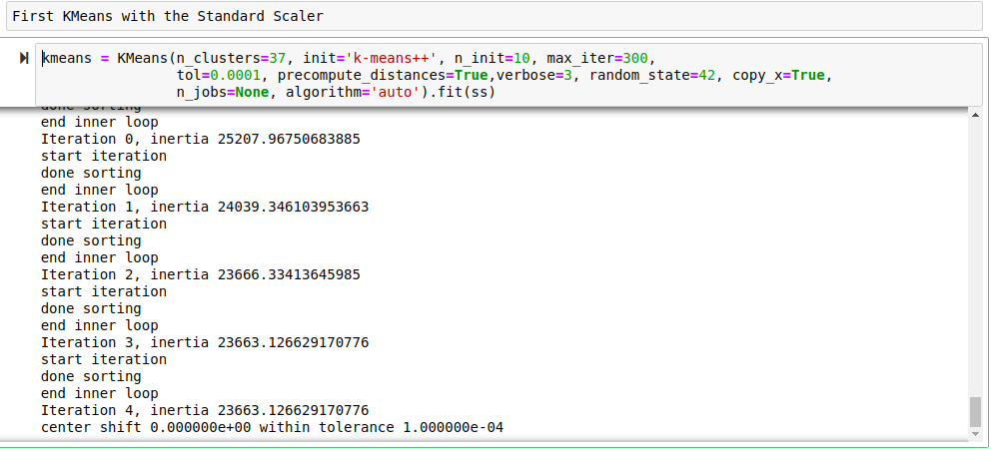 First KMeans with the Standard Scaler
kmeans = KMeans(n_clusters=37, init='k-means++', n_init=10, max_iter=300,
tol=0.0001, precompute_distances=True,verbose=3, random_state=42, copy_x=True,
n_jobs=None, algorithm='auto').fit(ss)
done sorting
end inner loop
Iteration 0, inertia 25207.96750683885
start iteration
done sorting
end inner loop
Iteration 1, inertia 24039.346103953663
start iteration
done sorting
end inner loop
Iteration 2, inertia 23666.33413645985
start iteration
done sorting
end inner loop
Iteration 3, inertia 23663.126629170776
start iteration
done sorting
end inner loop
Iteration 4, inertia 23663.126629170776
center shift 0.000000e+00 within tolerance 1.000000e-04